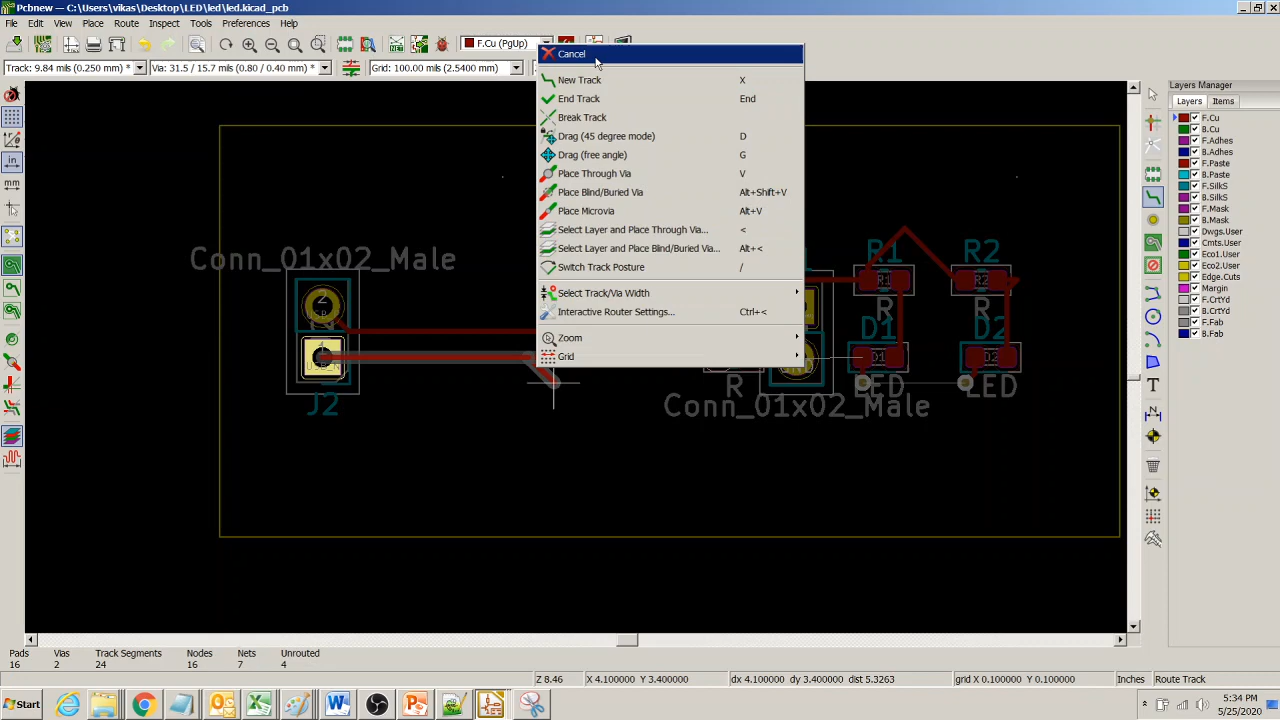 Pcbnew — C:\Users\vikas\Desktop\LED\led\led.kicad_pcb
File Edit View Place Route Inspect Tools Preferences Help
F.Cu (PgUp)
Track: 9.84 mils (0.250 mm) * Via: 31.5 / 15.7 mils (0.80 / 0.40 mm) * Grid: 100.00 mils (2.5400 mm)
Cancel
New Track X
End Track End
Break Track
Drag (45 degree mode) D
Drag (free angle) G
Place Through Via V
Place Blind/Buried Via Alt+Shift+V
Place Microvia Alt+V
Select Layer and Place Through Via... <
Select Layer and Place Blind/Buried Via... Alt+<
Switch Track Posture /
Select Track/Via Width
Interactive Router Settings... Ctrl+<
Zoom
Grid
in
mm
Conn_01x02_Male
2
J2
R1 R2
R1 R2
R R
D1 D2
D1 D2
R LED LED
Conn_01x02_Male
Layers Manager
Layers Items
F.Cu
B.Cu
F.Adhes
B.Adhes
F.Paste
B.Paste
F.SilkS
B.SilkS
F.Mask
B.Mask
Dwgs.User
Cmts.User
Eco1.User
Eco2.User
Edge.Cuts
Margin
F.CrtYd
B.CrtYd
F.Fab
B.Fab
Pads Vias Track Segments Nodes Nets Unrouted
16 2 24 16 7 4
Z 8.46 X 4.100000 Y 3.400000 dx 4.100000 dy 3.400000 dist 5.3263 grid X 0.100000 Y 0.100000 Inches Route Track
Start
5:34 PM
5/25/2020